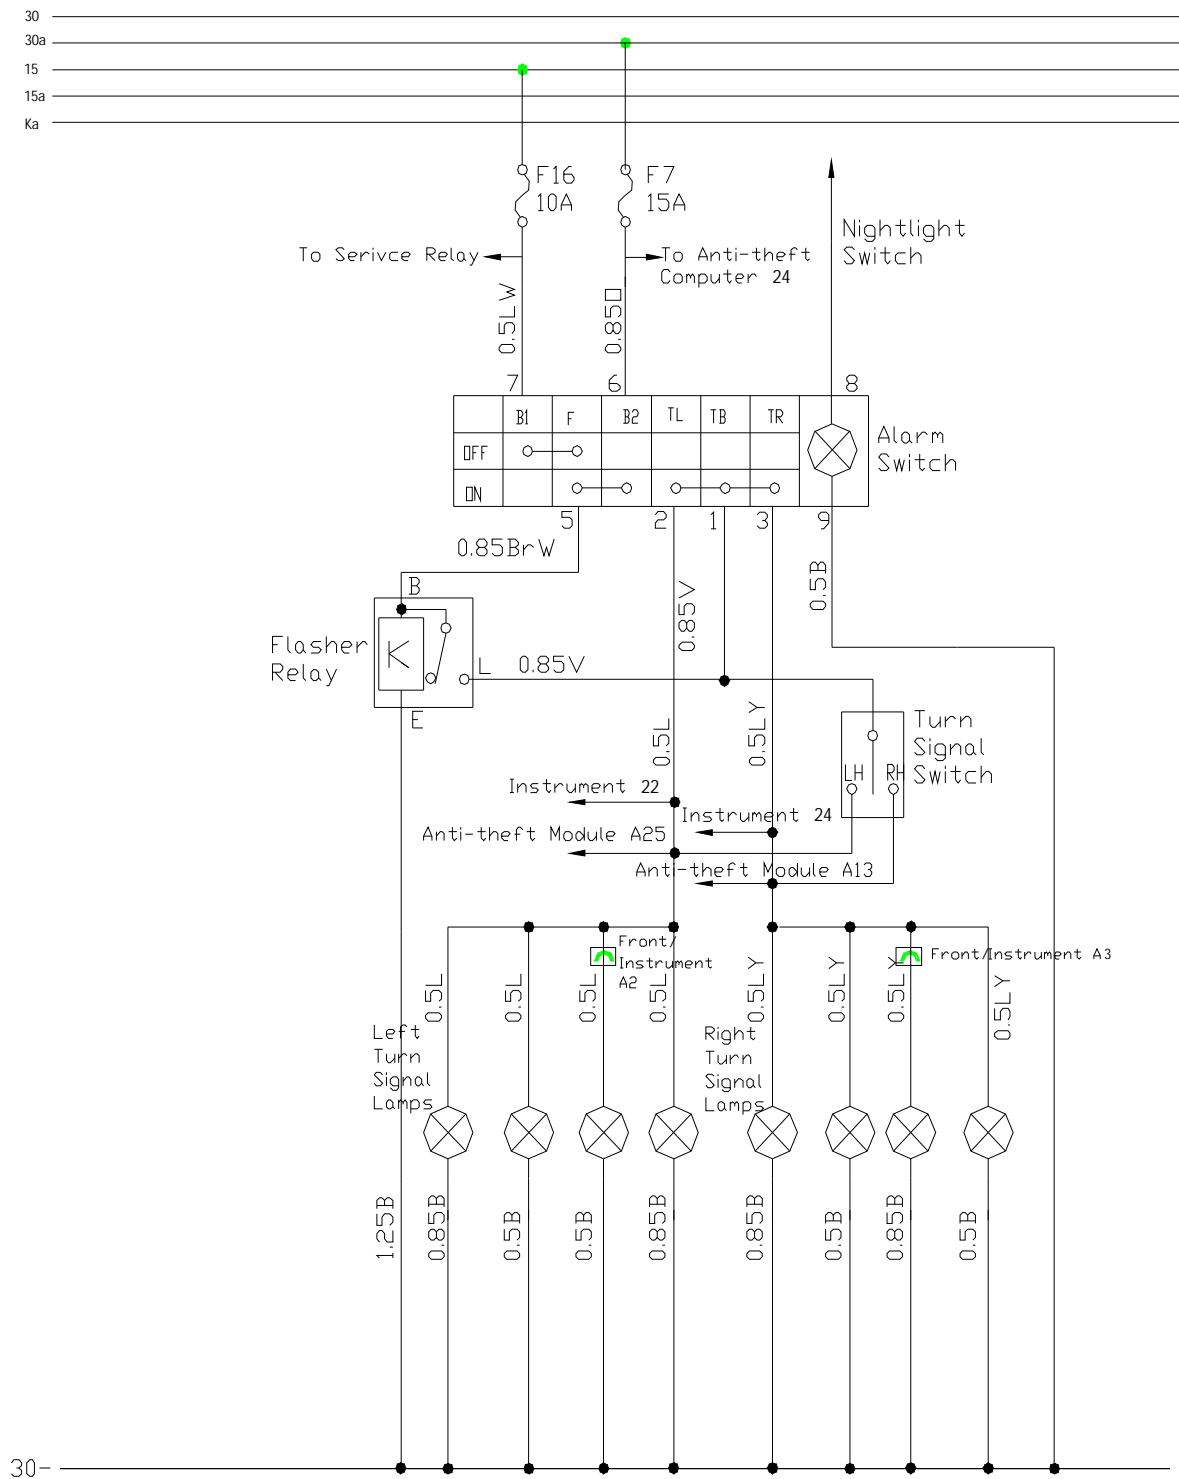 30
30a
15
15a
Ka
F16
10A
F7
15A
Nightlight
Switch
To Serivce Relay
To Anti-theft
Computer 24
0.5LW
0.85O
7
6
8
B1
F
B2
TL
TB
TR
OFF
ON
Alarm
Switch
5
2
1
3
9
0.85BrW
0.85V
0.5B
B
Flasher
Relay
K
L
0.85V
E
0.5L
0.5LY
Turn
Signal
Switch
LH
RH
Instrument 22
Instrument 24
Anti-theft Module A25
Anti-theft Module A13
Front/
Instrument
A2
Front/Instrument A3
0.5L
0.5L
0.5L
0.5L
0.5LY
0.5LY
0.5LY
0.5LY
Left
Turn
Signal
Lamps
Right
Turn
Signal
Lamps
1.25B
0.85B
0.5B
0.5B
0.85B
0.85B
0.5B
0.85B
0.5B
30-